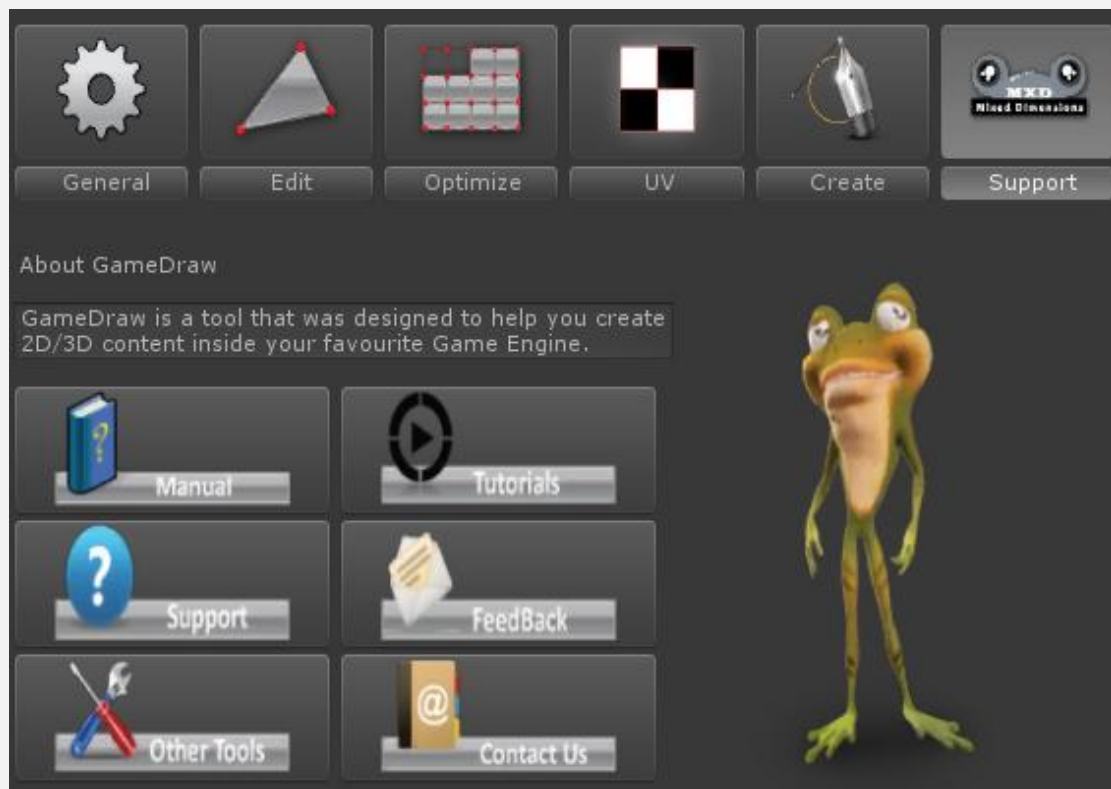 MXD
Mixed Dimensions
General
Edit
Optimize
UV
Create
Support
About GameDraw
GameDraw is a tool that was designed to help you create
2D/3D content inside your favourite Game Engine.
?
Manual
Tutorials
?
Support
FeedBack
Other Tools
@
Contact Us